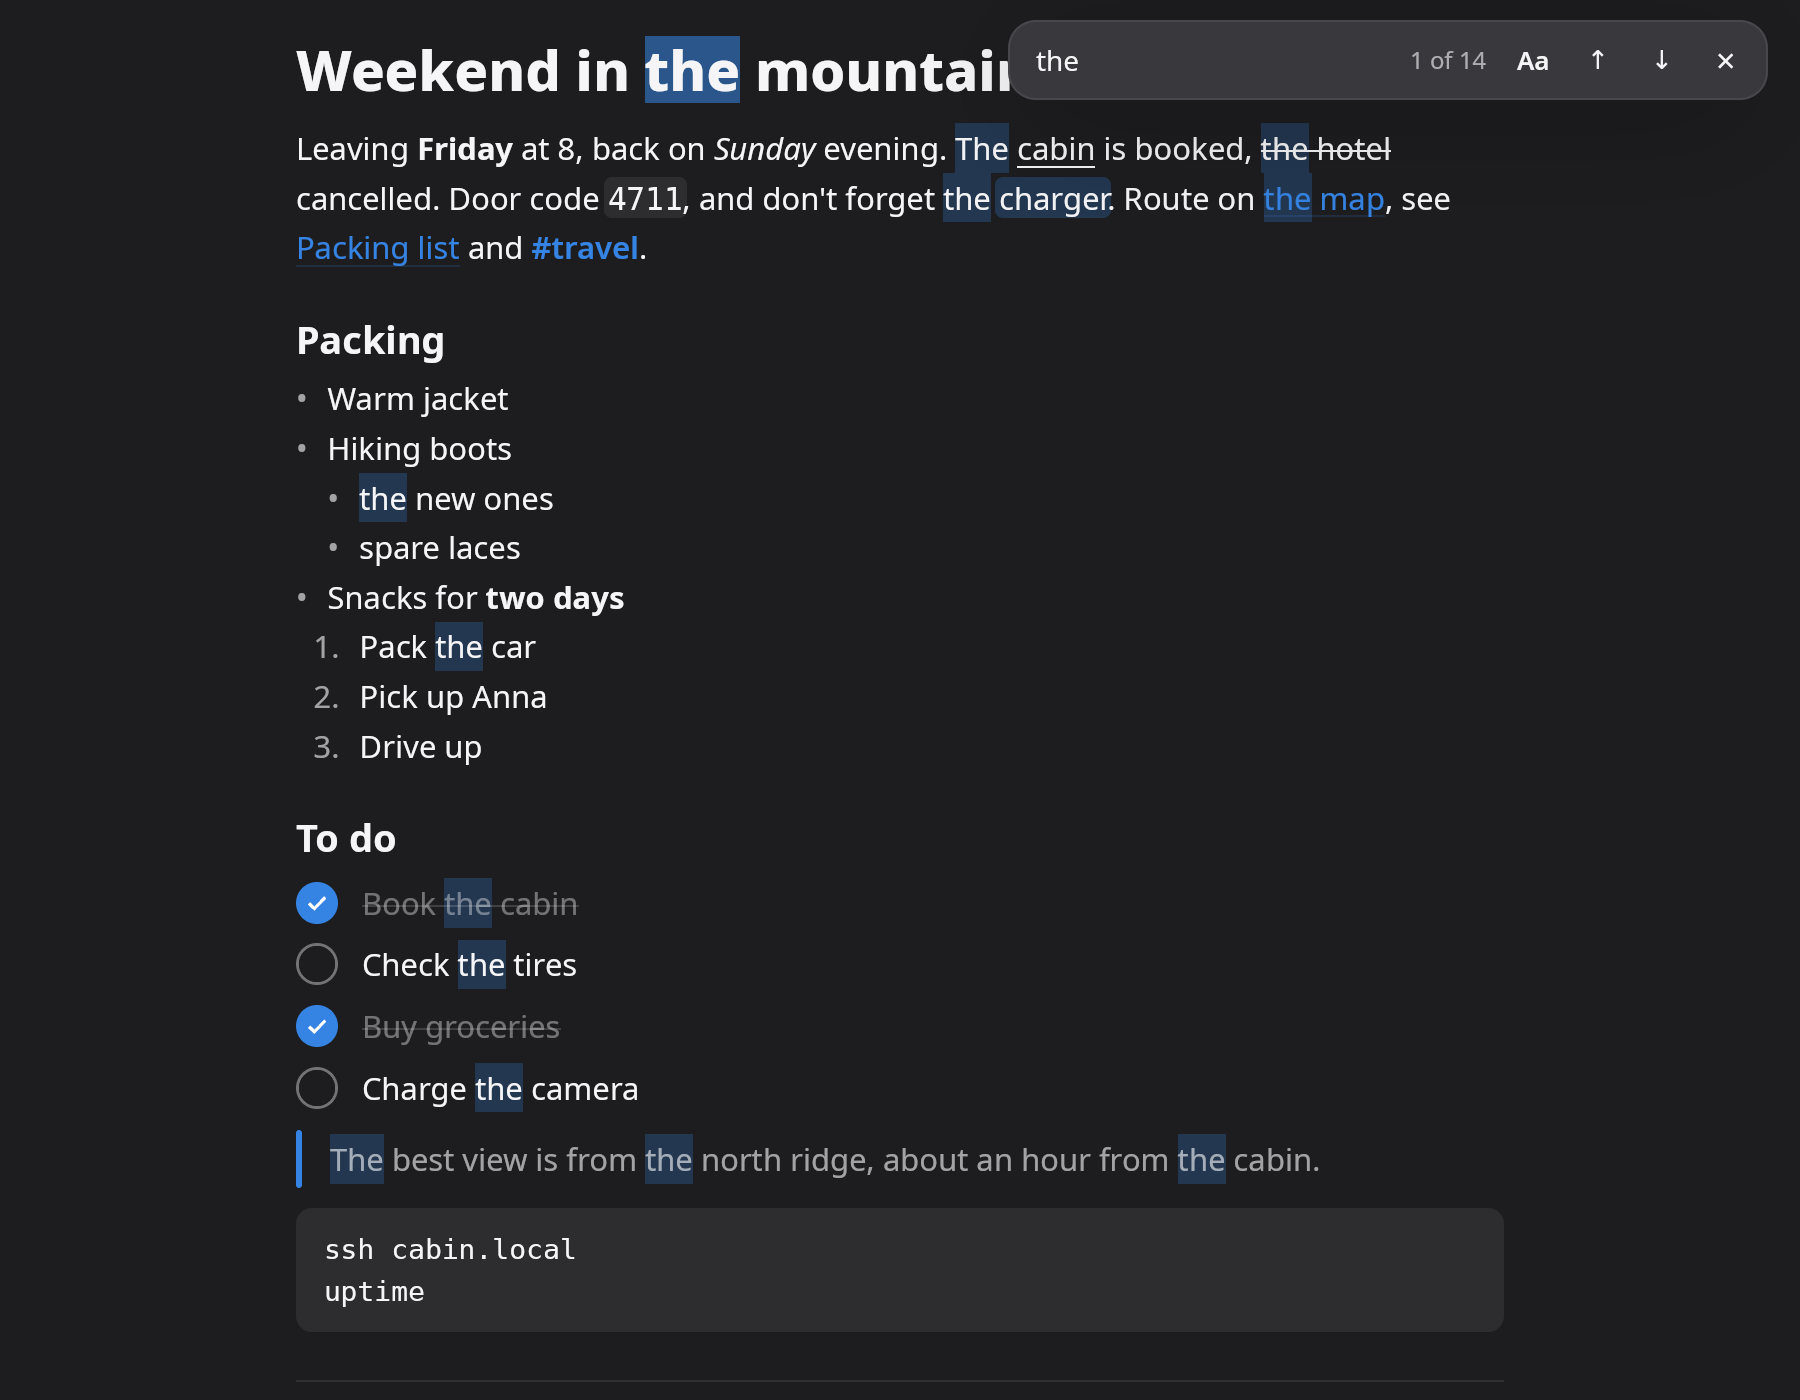 Weekend in the mountain
the
1 of 14
Aa
Leaving Friday at 8, back on Sunday evening. The cabin is booked, the hotel
cancelled. Door code 4711, and don't forget the charger. Route on the map, see
Packing list and #travel.
Packing
• Warm jacket
• Hiking boots
• the new ones
• spare laces
• Snacks for two days
1. Pack the car
2. Pick up Anna
3. Drive up
To do
Book the cabin
Check the tires
Buy groceries
Charge the camera
The best view is from the north ridge, about an hour from the cabin.
ssh cabin.local
uptime